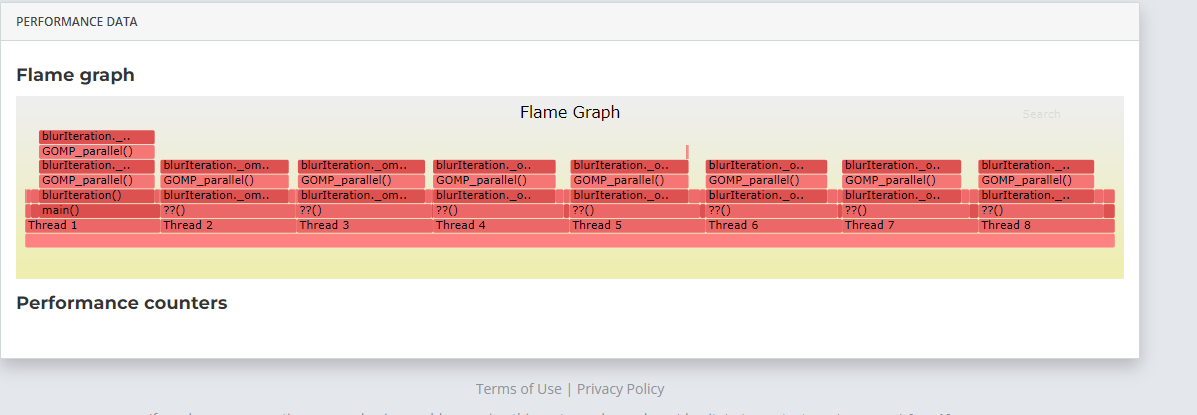 PERFORMANCE DATA
Flame graph
Flame Graph
Search
blurIteration._..
GOMP_parallel()
blurIteration._.. blurIteration._om.. blurIteration._om.. blurIteration._o.. blurIteration._o.. blurIteration._o.. blurIteration._o.. blurIteration._..
GOMP_parallel() GOMP_parallel() GOMP_parallel() GOMP_parallel() GOMP_parallel() GOMP_parallel() GOMP_parallel() GOMP_parallel()
blurIteration() blurIteration._om.. blurIteration._om.. blurIteration._o.. blurIteration._o.. blurIteration._o.. blurIteration._o.. blurIteration._..
main() ??() ??() ??() ??() ??() ??() ??()
Thread 1 Thread 2 Thread 3 Thread 4 Thread 5 Thread 6 Thread 7 Thread 8
Performance counters
Terms of Use | Privacy Policy